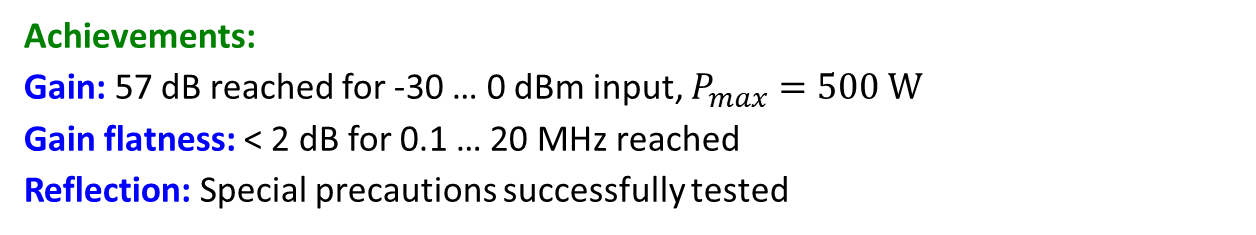 Achievements:
Gain: 57 dB reached for -30 … 0 dBm input, P_max = 500 W
Gain flatness: < 2 dB for 0.1 … 20 MHz reached
Reflection: Special precautions successfully tested